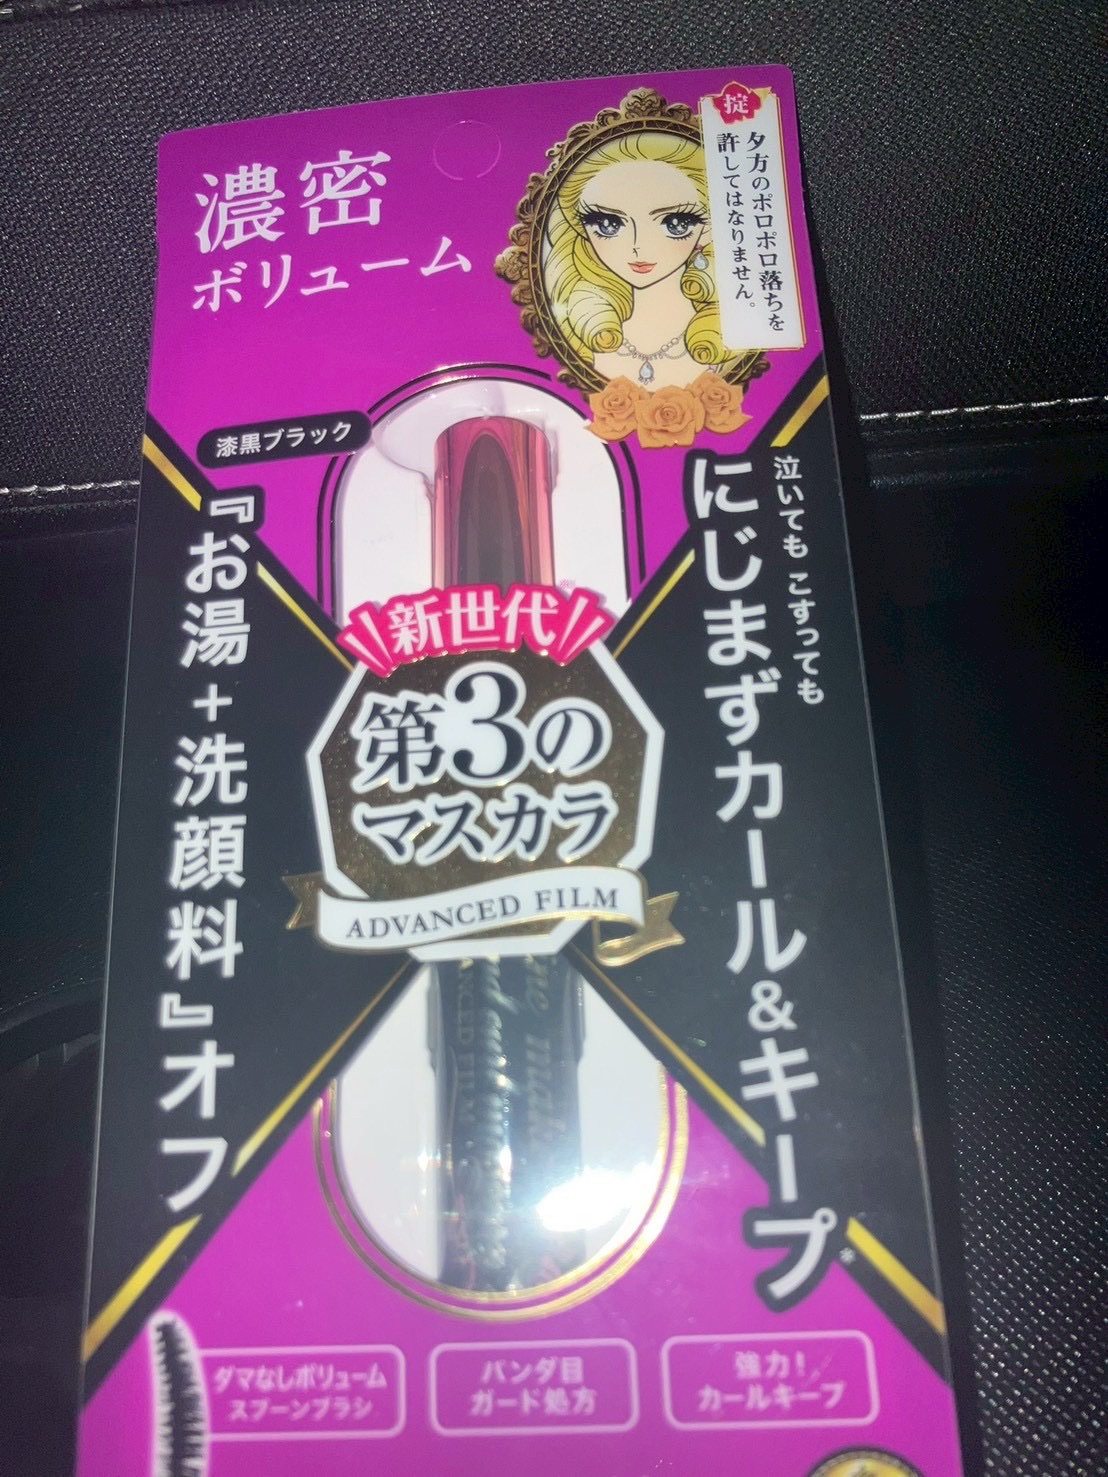 濃密
ボリューム
掟
夕方のポロポロ落ちを
許してはなりません。
漆黒ブラック
『お湯+洗顔料』オフ
泣いても こすっても
にじまずカール&キープ*
新世代
第3の
マスカラ
ADVANCED FILM
ADVANCED FILM
ダマなしボリューム
スプーンブラシ
パンダ目
ガード処方
強力!
カールキープ